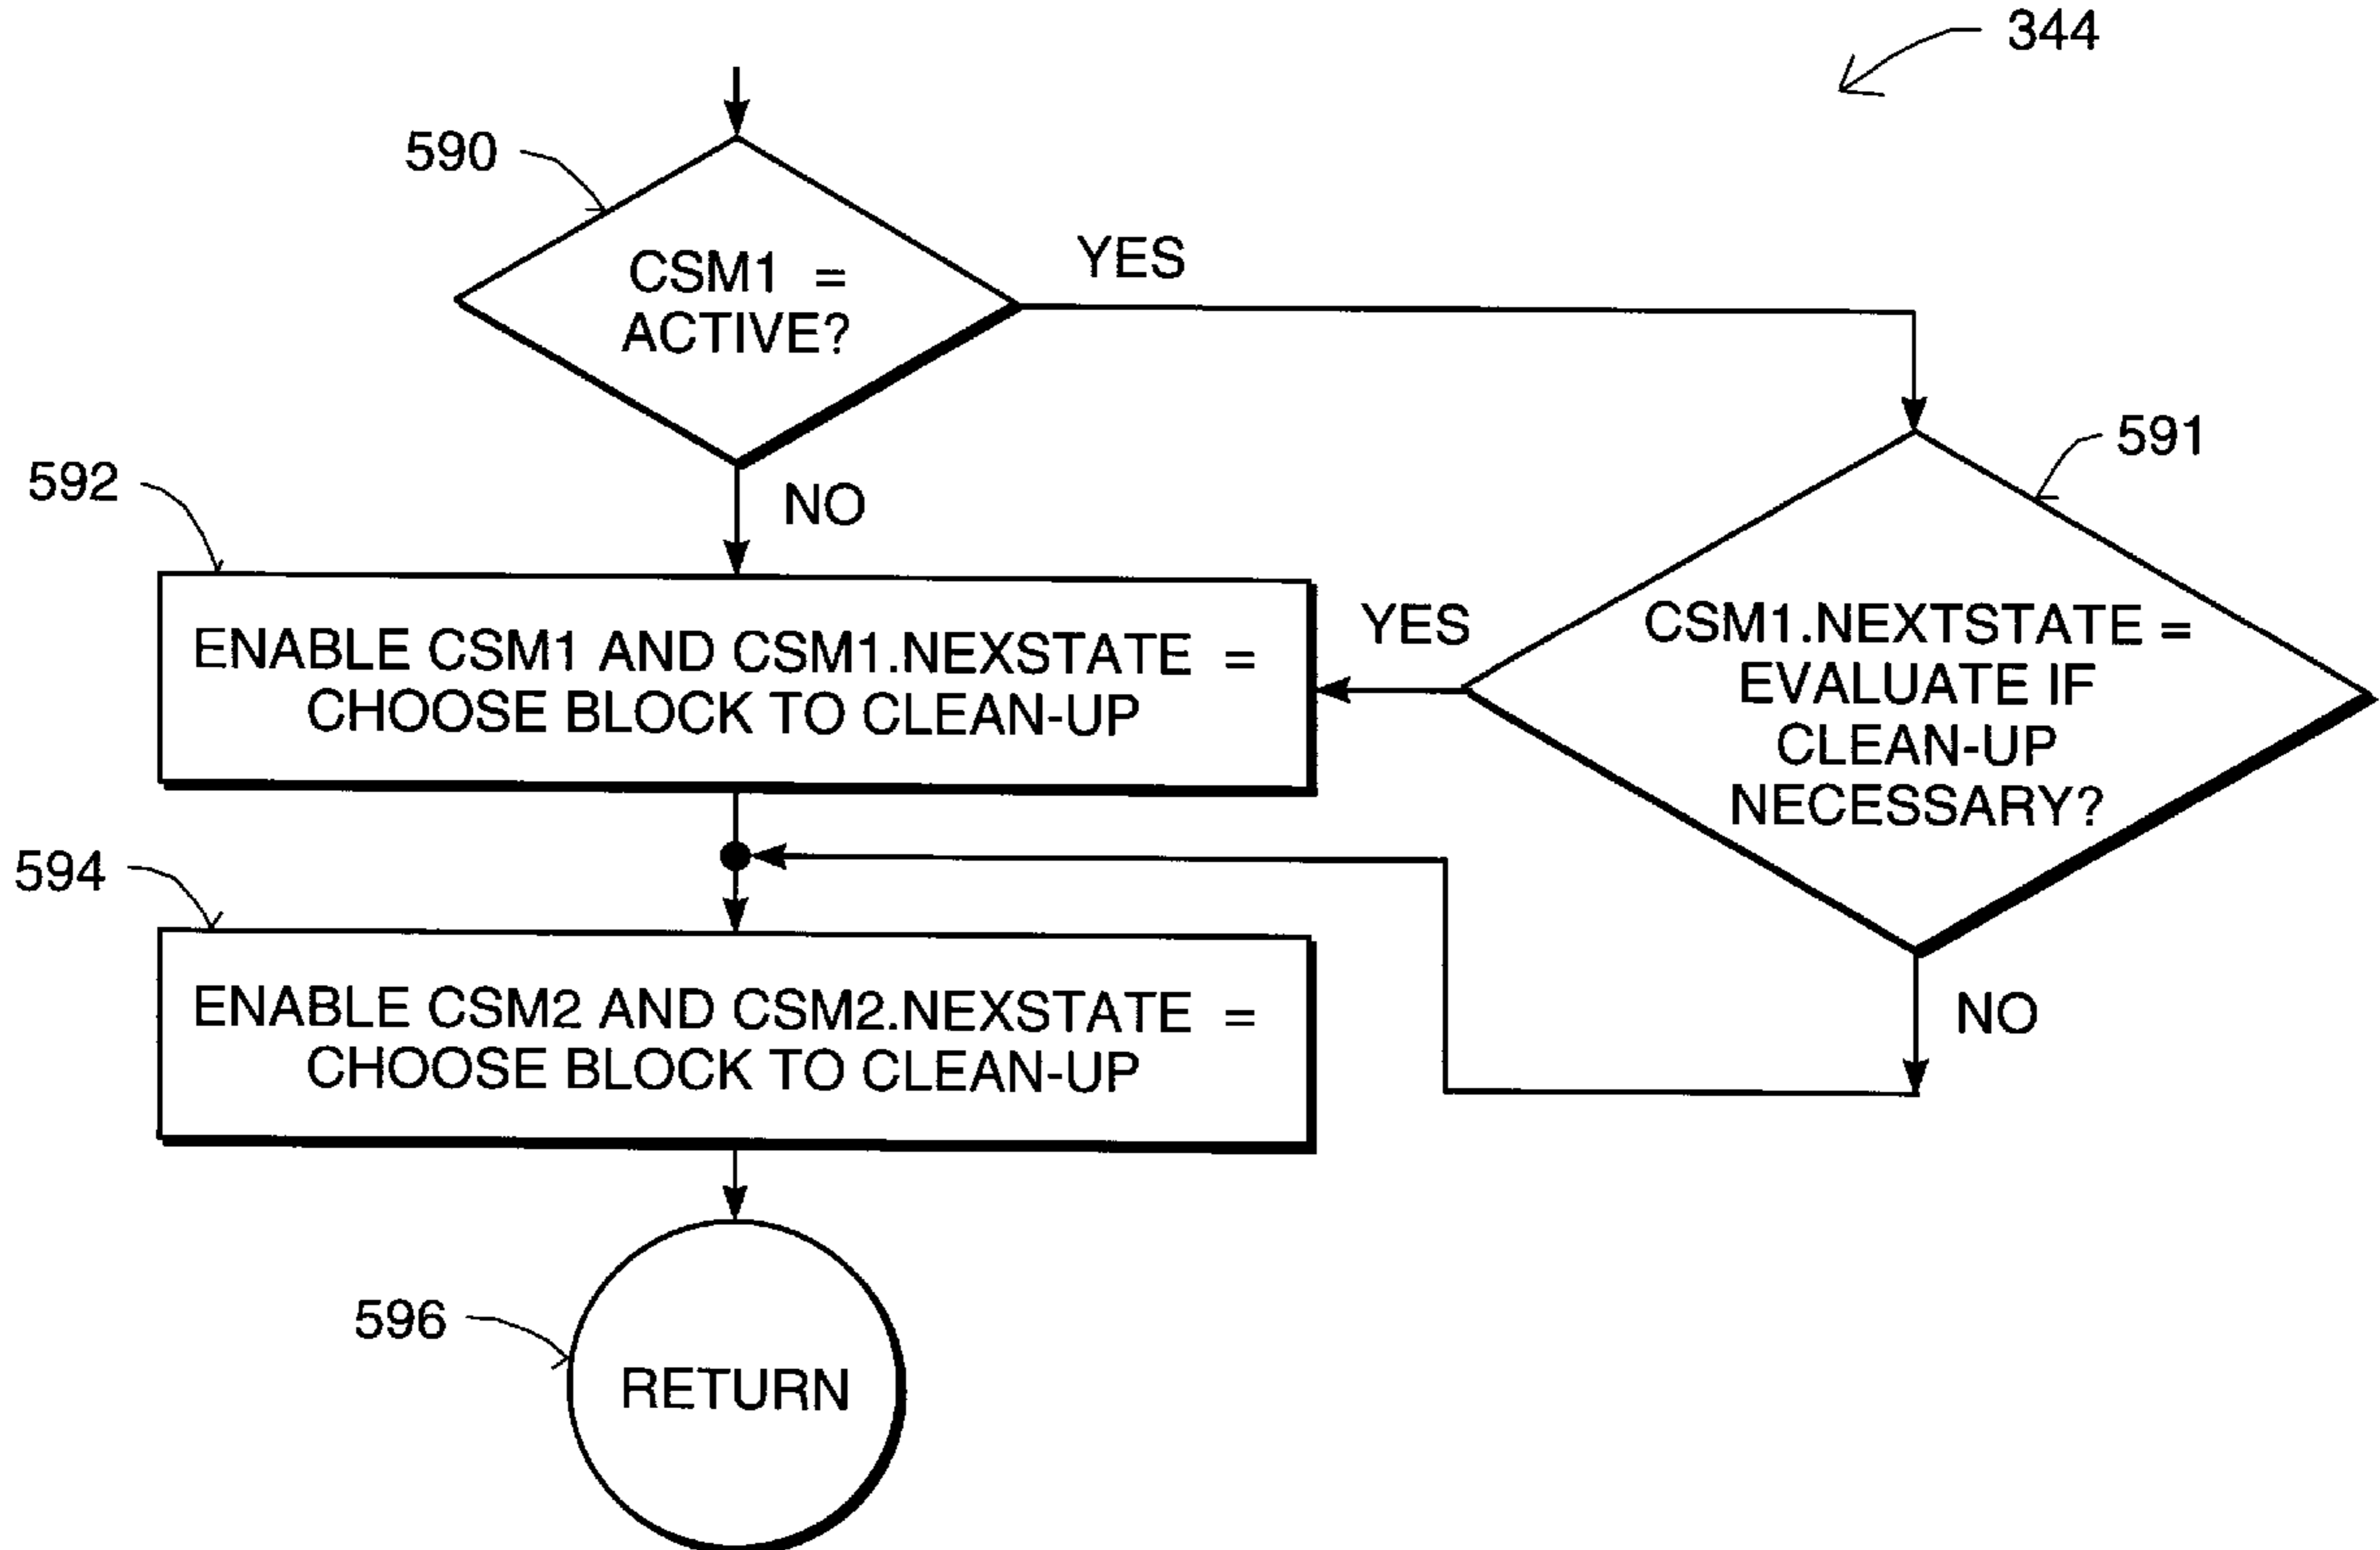 344
590
CSM1 =
ACTIVE?
YES
NO
591
592
ENABLE CSM1 AND CSM1.NEXSTATE =
CHOOSE BLOCK TO CLEAN-UP
YES
CSM1.NEXTSTATE =
EVALUATE IF
CLEAN-UP
NECESSARY?
NO
594
ENABLE CSM2 AND CSM2.NEXSTATE =
CHOOSE BLOCK TO CLEAN-UP
596
RETURN